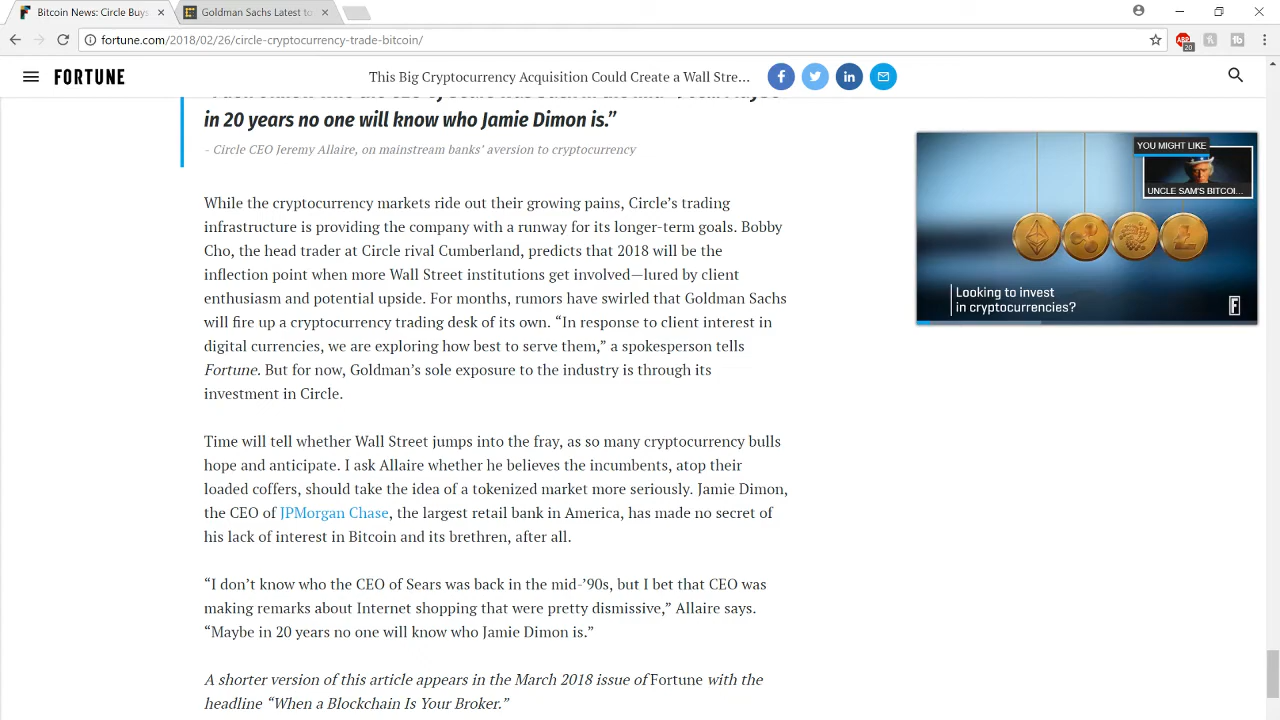 Bitcoin News: Circle Buys
Goldman Sachs Latest to
fortune.com/2018/02/26/circle-cryptocurrency-trade-bitcoin/
20
FORTUNE
This Big Cryptocurrency Acquisition Could Create a Wall Stre...
in 20 years no one will know who Jamie Dimon is.”
- Circle CEO Jeremy Allaire, on mainstream banks’ aversion to cryptocurrency
While the cryptocurrency markets ride out their growing pains, Circle’s trading
infrastructure is providing the company with a runway for its longer-term goals. Bobby
Cho, the head trader at Circle rival Cumberland, predicts that 2018 will be the
inflection point when more Wall Street institutions get involved—lured by client
enthusiasm and potential upside. For months, rumors have swirled that Goldman Sachs
will fire up a cryptocurrency trading desk of its own. “In response to client interest in
digital currencies, we are exploring how best to serve them,” a spokesperson tells
Fortune. But for now, Goldman’s sole exposure to the industry is through its
investment in Circle.
Time will tell whether Wall Street jumps into the fray, as so many cryptocurrency bulls
hope and anticipate. I ask Allaire whether he believes the incumbents, atop their
loaded coffers, should take the idea of a tokenized market more seriously. Jamie Dimon,
the CEO of JPMorgan Chase, the largest retail bank in America, has made no secret of
his lack of interest in Bitcoin and its brethren, after all.
“I don’t know who the CEO of Sears was back in the mid-’90s, but I bet that CEO was
making remarks about Internet shopping that were pretty dismissive,” Allaire says.
“Maybe in 20 years no one will know who Jamie Dimon is.”
A shorter version of this article appears in the March 2018 issue of Fortune with the
headline “When a Blockchain Is Your Broker.”
YOU MIGHT LIKE
UNCLE SAM'S BITCOI...
Looking to invest
in cryptocurrencies?
F